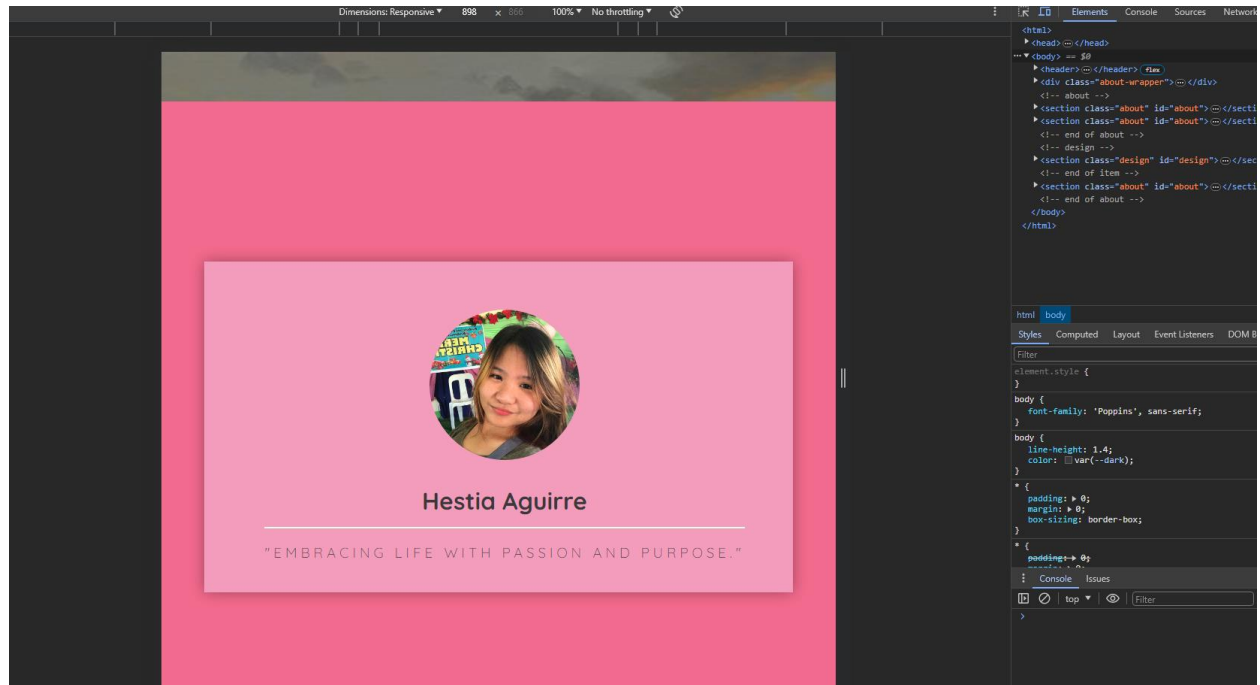 Dimensions: Responsive 898 x 866 100% No throttling
Elements Console Sources Network
<html>
<head> </head>
<body> == $0
<header> </header> flex
<div class="about-wrapper"> </div>
<!-- about -->
<section class="about" id="about"> </secti
<section class="about" id="about"> </secti
<!-- end of about -->
<!-- design -->
<section class="design" id="design"> </sec
<!-- end of item -->
<section class="about" id="about"> </secti
<!-- end of about -->
</body>
</html>
MERRY
CHRISTMAS
Hestia Aguirre
"EMBRACING LIFE WITH PASSION AND PURPOSE."
html body
Styles Computed Layout Event Listeners DOM B
Filter
element.style {
}
body {
font-family: 'Poppins', sans-serif;
}
body {
line-height: 1.4;
color: var(--dark);
}
* {
padding: 0;
margin: 0;
box-sizing: border-box;
}
* {
padding: 0;
Console Issues
top Filter